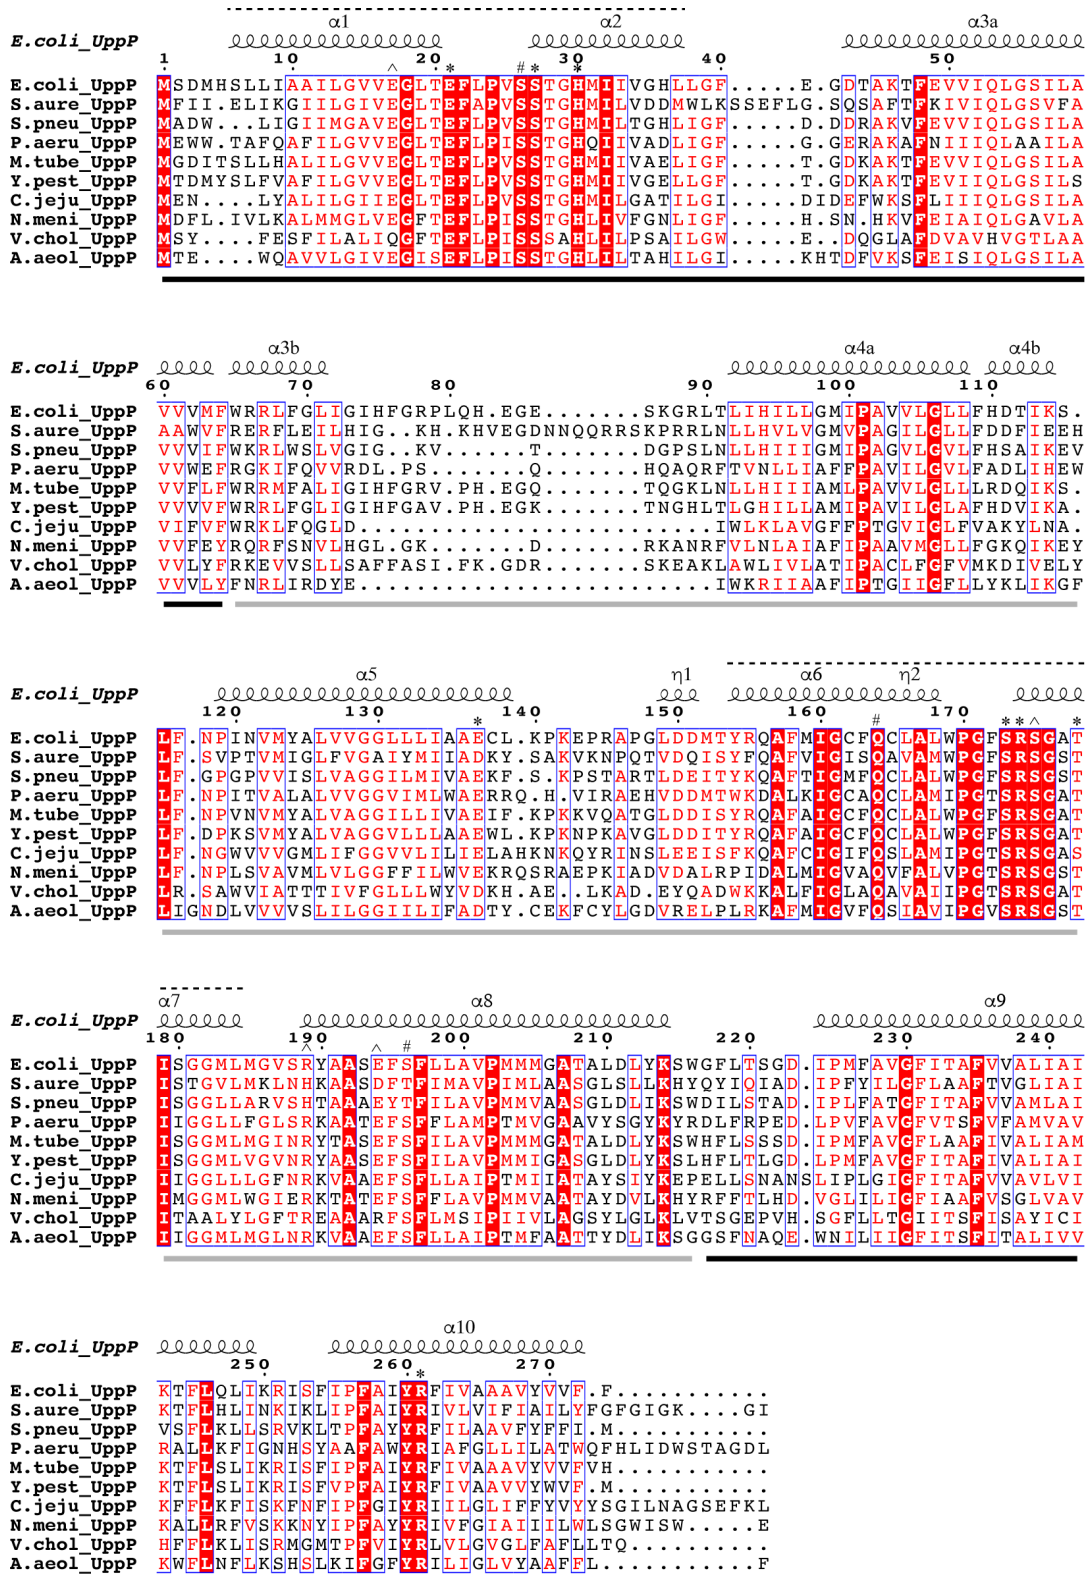 α1 α2 α3a
E.coli_UppP
1 10 20 30 40 50
^ * # * *
E.coli_UppP MSDMHSLLIAAILGVVEGLTEFLPVSSTGHMIIVGHLLGF.....E.GDTAKTFEVVIQLGSILA
S.aure_UppP MFII.ELIKGIILGVIEGLTEFAPVSSTGHMILVDDMWLKSSEFLG.SQSAFTFKIVIQLGSVFA
S.pneu_UppP MADW...LIGIIMGAVEGLTEFLPVSSTGHMILTGHLIGF.....D.DDRAKVFEVVIQLGSILA
P.aeru_UppP MEWW.TAFQAFILGVVEGLTEFLPISSTGHQIIVADLIGF.....G.GERAKAFNIIIQLAAILA
M.tube_UppP MGDITSLLHALILGVVEGLTEFLPVSSTGHMIIVAELIGF.....T.GDKAKTFEVVIQLGSILA
Y.pest_UppP MTDMYSLFVAFILGVVEGLTEFLPVSSTGHMIIVGELLGF.....T.GDKAKTFEVIIQLGSILS
C.jeju_UppP MEN....LYALILGIIEGLTEFLPVSSTGHMILGATILGI.....DIDEFWKSFLIIIQLGSILA
N.meni_UppP MDFL.IVLKALMMGLVEGFTEFLPISSTGHLIVFGNLIGF.....H.SN.HKVFEIAIQLGAVLA
V.chol_UppP MSY....FESFILALIQGFTEFLPISSSAHLILPSAILGW.....E..DQGLAFDVAVHVGTLAA
A.aeol_UppP MTE....WQAVVLGIVEGISEFLPISSTGHLILTAHILGI.....KHTDFVKSFEISIQLGSILA
α3b α4a α4b
E.coli_UppP
60 70 80 90 100 110
E.coli_UppP VVVMFWRRLFGLIGIHFGRPLQH.EGE.......SKGRLTLIHILLGMIPAVVLGLLFHDTIKS.
S.aure_UppP AAWVFRERFLEILHIG..KH.KHVEGDNNQQRRSKPRRLNLLHVLVGMVPAGILGLLFDDFIEEH
S.pneu_UppP VVVIFWKRLWSLVGIG..KV......T.......DGPSLNLLHIIIGMIPAGVLGVLFHSAIKEV
P.aeru_UppP VVWEFRGKIFQVVRDL.PS.......Q.......HQAQRFTVNLLIAFFPAVILGVLFADLIHEW
M.tube_UppP VVFLFWRRMFALIGIHFGRV.PH.EGQ.......TQGKLNLLHIIIAMLPAVVLGLLLRDQIKS.
Y.pest_UppP VVVVFWRRLFGLIGIHFGAV.PH.EGK.......TNGHLTLGHILLAMIPAVILGLAFHDVIKA.
C.jeju_UppP VIFVFWRKLFQGLD.........................IWLKLAVGFFPTGVIGLFVAKYLNA.
N.meni_UppP VVFEYRQRFSNVLHGL.GK.......D.......RKANRFVLNLAIAFIPAAVMGLLFGKQIKEY
V.chol_UppP VVLYFRKEVVSLLSAFFASI.FK.GDR.......SKEAKLAWLIVLATIPACLFGFVMKDIVELY
A.aeol_UppP VVVLYFNRLIRDYE.........................IWKRIIAAFIPTGIIGFLLYKLIKGF
α5 η1 α6 η2
E.coli_UppP
120 130 140 150 160 170
* # **^ *
E.coli_UppP LF.NPINVMYALVVGGLLLIAAECL.KPKEPRAPGLDDMTYRQAFMIGCFQCLALWPGFSRSGAT
S.aure_UppP LF.SVPTVMIGLFVGAIYMIIADKY.SAKVKNPQTVDQISYFQAFVIGISQAVAMWPGFSRSGST
S.pneu_UppP LF.GPGPVVISLVAGGILMIVAEKF.S.KPSTARTLDEITYKQAFTIGMFQCLAMWPGFSRSGST
P.aeru_UppP LF.NPITVALALVVGGVIMLWAERRQ.H.VIRAEHVDDMTWKDALKIGCAQCLAMIPGTSRSGAT
M.tube_UppP LF.NPVNVMYALVVGGVLLIVAEIF.KPKKVQATGLDDISYRQAFAIGCFQCLALWPGFSRSGAT
Y.pest_UppP LF.DPKSVMYALVAGGVLLLAAEWL.KPKNPKAVGLDDITYRQAFAIGCFQCLALWPGFSRSGAT
C.jeju_UppP LF.NGWVVVGMLIFGGVVLILIELAHKNKQYRINSLEEISFKQAFCIGIFQSLAMIPGTSRSGAS
N.meni_UppP LF.NPLSVAVMLVLGGFFILWVEKRQSRAEPKIADVDALRPIDALMIGVAQVFALVPGTSRSGST
V.chol_UppP LR.SAWVIATTTIVFGLLLWYVDKH.AE..LKAD.EYQADWKKALFIGLAQAVAMIPGTSRSGIT
A.aeol_UppP LIGNDLVVVVSLILGGIILIFADTY.CEKFCYLGDVRELPLRKAFMIGVFQSIAVIPGVSRSGST
α7 α8 α9
E.coli_UppP
180 190 200 210 220 230 240
^ ^ #
E.coli_UppP ISGGMLMGVSRYAASEFSFLLAVPMMMGATALDLYKSWGFLTSGD.IPMFAVGFITAFVVALIAI
S.aure_UppP ISTGVLMKLNHKAASDFTFIMAVPIMLAASGLSLLKHYQYIQIAD.IPFYILGFLAAFTVGLIAI
S.pneu_UppP ISGGLLARVSHTAAAEYTFILAVPMMVAASGLDLIKSWDILSTAD.IPLFATGFITAFVVAMLAI
P.aeru_UppP IIGGLLFGLSRKAATEFSFFLAMPTMVGAAVYSGYKYRDLFRPED.LPVFAVGFVTSFVFAMVAV
M.tube_UppP ISGGMLMGINRYTASEFSFILAVPMMMGATALDLYKSWHFLSSSD.IPMFAVGFLAAFIVALIAM
Y.pest_UppP ISGGMLVGVNRYAASEFSFILAVPMMIGASGLDLYKSLHFLTLGD.LPMFAVGFITAFIVALIAI
C.jeju_UppP IIGGLLLGFNRKVAAEFSFLLAIPTMIIATAYSIYKEPELLSNANSLIPLGIGFITAFVVAVLVI
N.meni_UppP IMGGMLWGIERKTATEFSFFLAVPMMVAATAYDVLKHYRFFTLHD.VGLILIGFIAAFVSGLVAV
V.chol_UppP ITAALYLGFTREAAARFSFLMSIPIIVLAGSYLGLKLVTSGEPVH.SGFLLTGIITSFISAYICI
A.aeol_UppP IIGGMLMGLNRKVAAEFSFLLAIPTMFAATTYDLIKSGGSFNAQE.WNILIIGFITSFITALIVV
α10
E.coli_UppP
250 260 270
*
E.coli_UppP KTFLQLIKRISFIPFAIYRFIVAAAVYVVF.F...........
S.aure_UppP KTFLHLINKIKLIPFAIYRIVLVIFIAILYFGFGIGK....GI
S.pneu_UppP VSFLKLLSRVKLTPFAYYRFILAAVFYFFI.M...........
P.aeru_UppP RALLKFIGNHSYAAFAWYRIAFGLLILATWQFHLIDWSTAGDL
M.tube_UppP KTFLSLIKRISFIPFAIYRFIVAAAVYVVFVH...........
Y.pest_UppP KTFLSLIKRISFVPFAIYRFIVAAVVYWVF.M...........
C.jeju_UppP KFFLKFISKFNFIPFGIYRIILGLIFFYVYYSGILNAGSEFKL
N.meni_UppP KALLRFVSKKNYIPFAYYRIVFGIAIIILWLSGWISW.....E
V.chol_UppP HFFLKLISRMGMTPFVIYRLVLGVGLFAFLLTQ..........
A.aeol_UppP KWFLNFLKSHSLKIFGFYRILIGLVYAAFFL...........F